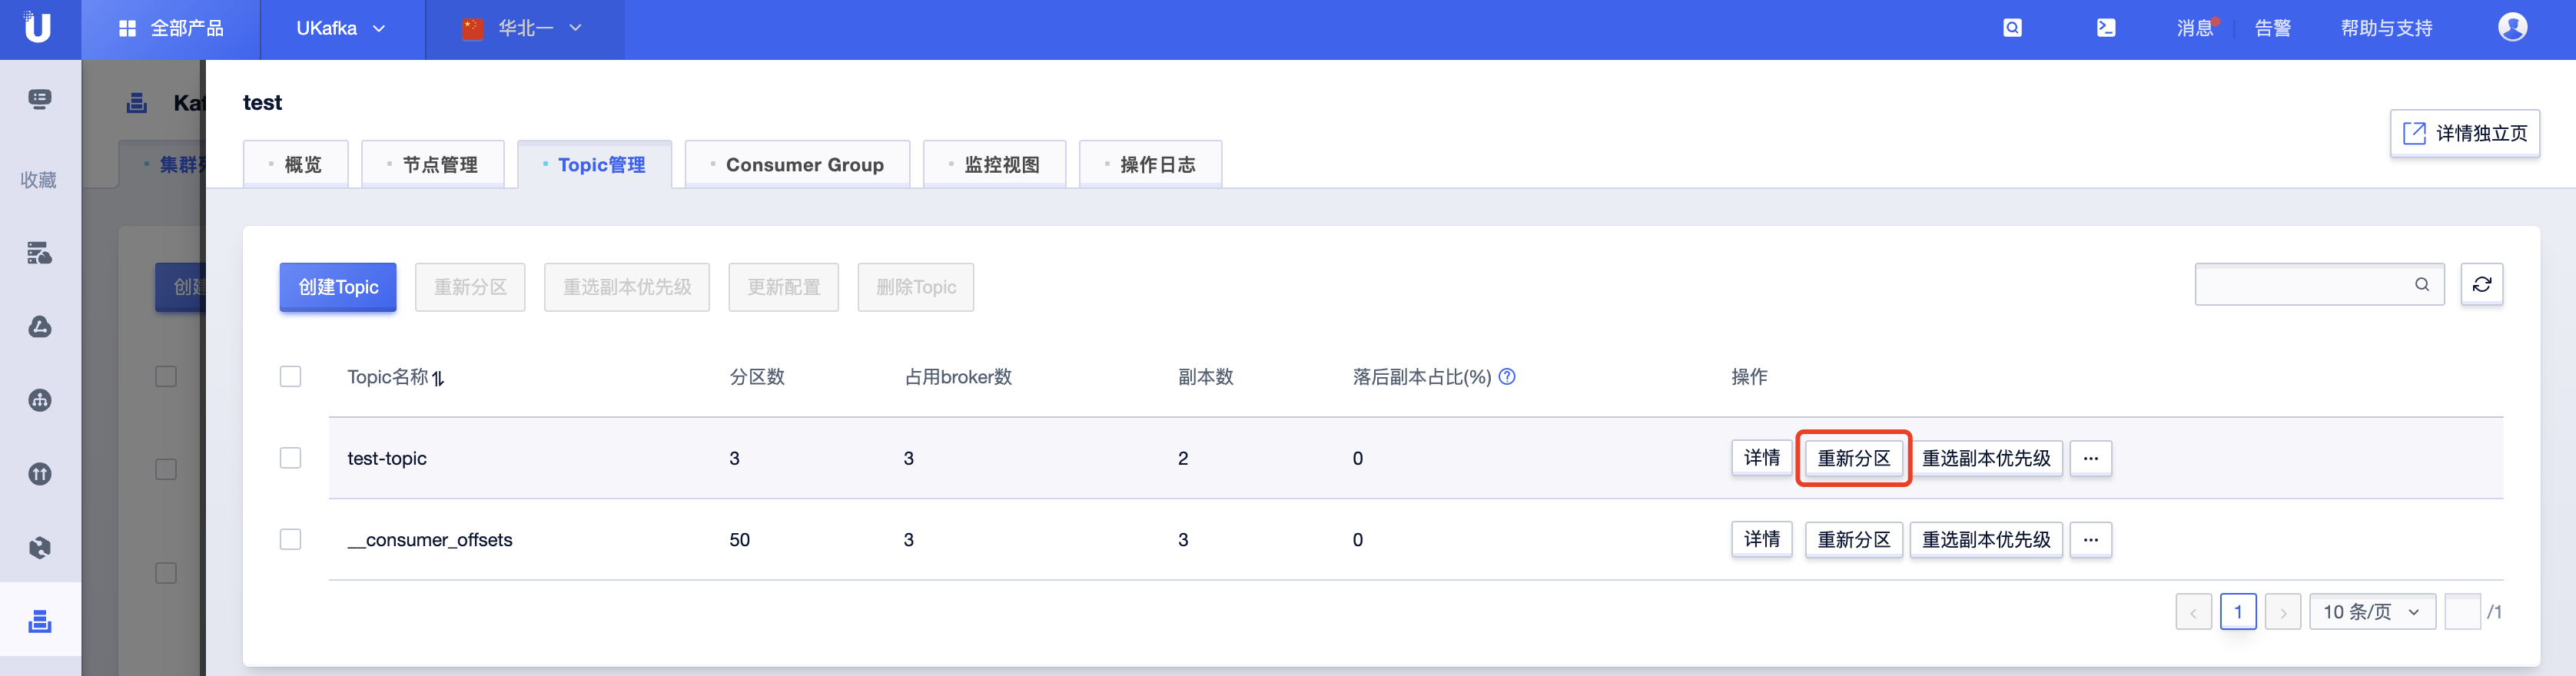 全部产品
UKafka
华北一
消息
告警
帮助与支持
test
详情独立页
概览
节点管理
Topic管理
Consumer Group
监控视图
操作日志
收藏
创建Topic
重新分区
重选副本优先级
更新配置
删除Topic
Topic名称
分区数
占用broker数
副本数
落后副本占比(%)
操作
test-topic
3
3
2
0
详情
重新分区
重选副本优先级
...
__consumer_offsets
50
3
3
0
详情
重新分区
重选副本优先级
...
1
10 条/页
/1